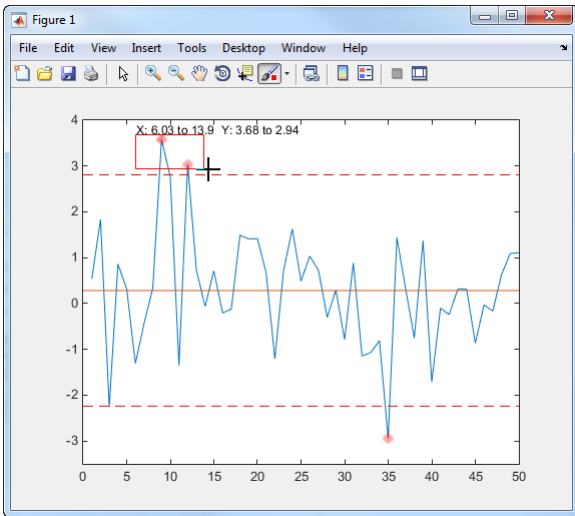 Figure 1
File Edit View Insert Tools Desktop Window Help
X: 6.03 to 13.9 Y: 3.68 to 2.94
4
3
2
1
0
-1
-2
-3
0 5 10 15 20 25 30 35 40 45 50